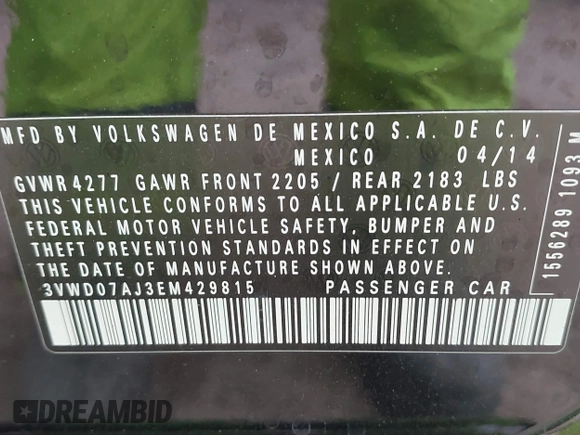 MFD BY VOLKSWAGEN DE MEXICO S.A. DE C.V.
MEXICO 04/14
GVWR 4277 GAWR FRONT 2205 / REAR 2183 LBS
THIS VEHICLE CONFORMS TO ALL APPLICABLE U.S.
FEDERAL MOTOR VEHICLE SAFETY, BUMPER AND
THEFT PREVENTION STANDARDS IN EFFECT ON
THE DATE OF MANUFACTURE SHOWN ABOVE.
3VWD07AJ3EM429815 PASSENGER CAR
1556289 1093 M
DREAMBID